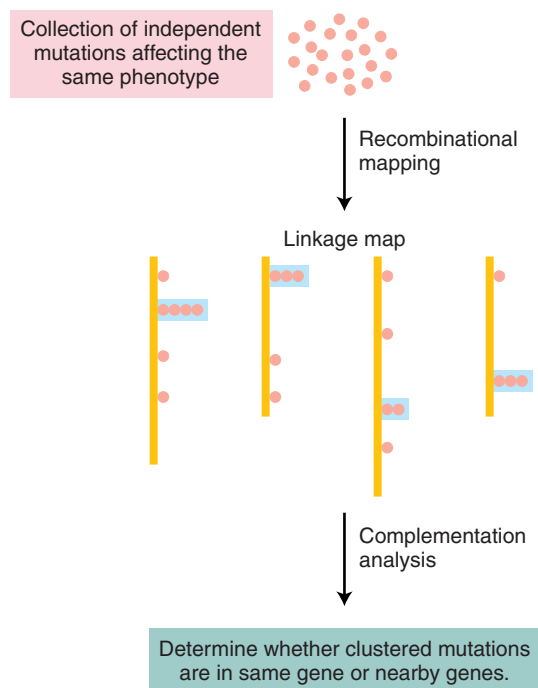 Collection of independent
mutations affecting the
same phenotype
Recombinational
mapping
Linkage map
Complementation
analysis
Determine whether clustered mutations
are in same gene or nearby genes.